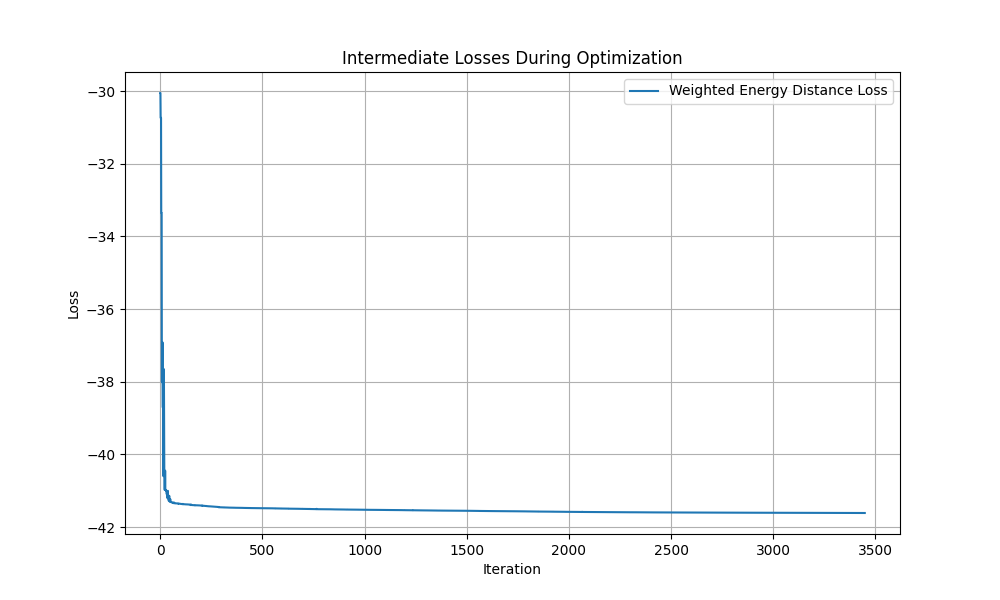 Intermediate Losses During Optimization
Weighted Energy Distance Loss
−30
−32
−34
−36
−38
−40
−42
Loss
0 500 1000 1500 2000 2500 3000 3500
Iteration